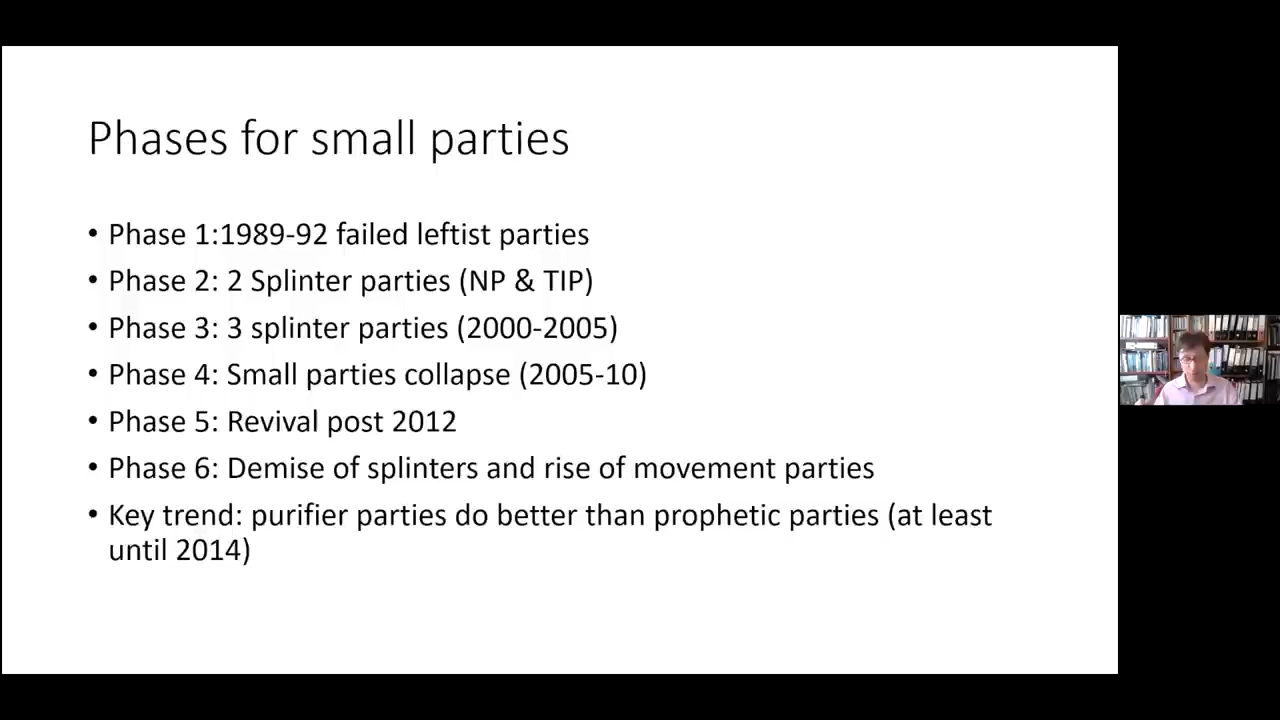 Phases for small parties
• Phase 1:1989-92 failed leftist parties
• Phase 2: 2 Splinter parties (NP & TIP)
• Phase 3: 3 splinter parties (2000-2005)
• Phase 4: Small parties collapse (2005-10)
• Phase 5: Revival post 2012
• Phase 6: Demise of splinters and rise of movement parties
• Key trend: purifier parties do better than prophetic parties (at least
until 2014)